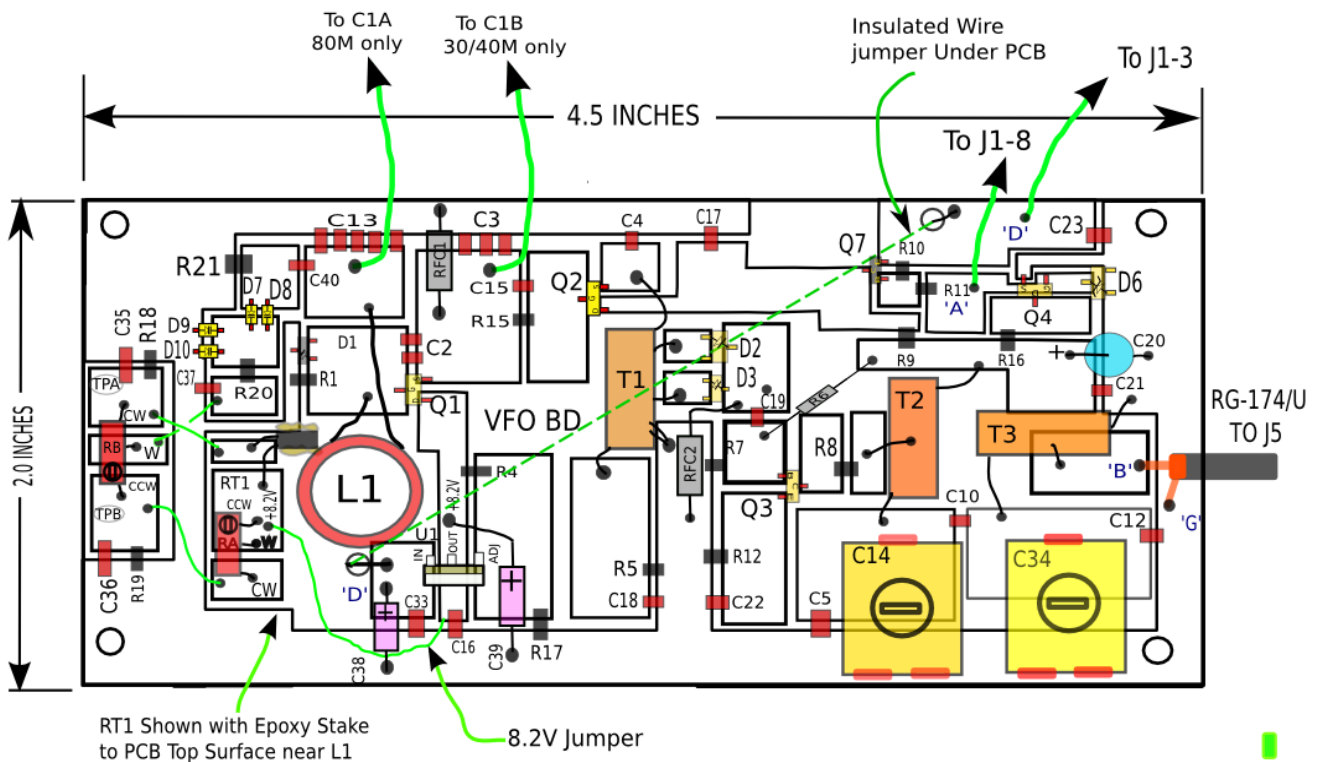 To C1A
80M only
To C1B
30/40M only
Insulated Wire
jumper Under PCB
To J1-3
4.5 INCHES
To J1-8
2.0 INCHES
C13
C3
C4
C17
Q7
R10
'D'
C23
R21
C40
RFC1
C15
Q2
R11
'A'
D6
D7
D8
R15
Q4
C35
R18
D9
D10
D1
C2
D2
R9
R16
+
C20
C37
R20
R1
T1
D3
R6
C21
TPA
CW
Q1
VFO BD
C19
T2
T3
RG-174/U
TO J5
RB
W
RFC2
R7
R8
'B'
CCW
RT1
L1
R4
CCW
+8.2V
+8.2V
Q3
C10
'G'
TPB
RA
W
U1
IN
OUT
ADJ
C14
C34
C12
C36
R19
CW
'D'
+
+
R5
R12
C33
C18
C22
C5
C38
C16
C39
R17
RT1 Shown with Epoxy Stake
to PCB Top Surface near L1
8.2V Jumper